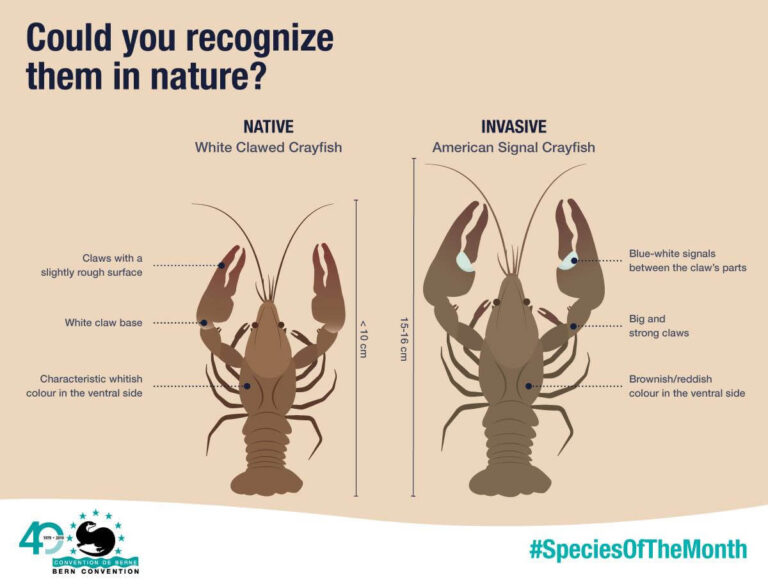 Could you recognize
them in nature?
NATIVE
White Clawed Crayfish
INVASIVE
American Signal Crayfish
Claws with a
slightly rough surface
White claw base
Characteristic whitish
colour in the ventral side
< 10 cm
15-16 cm
Blue-white signals
between the claw's parts
Big and
strong claws
Brownish/reddish
colour in the ventral side
40
1979 • 2019
CONVENTION DE BERNE
BERN CONVENTION
#SpeciesOfTheMonth